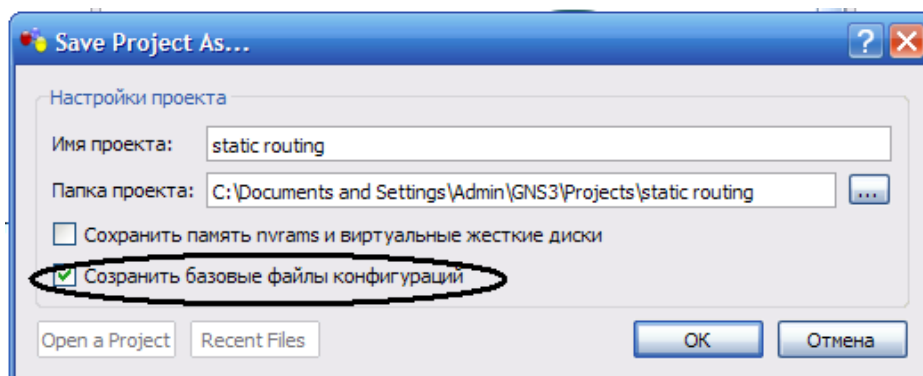 Save Project As...
Настройки проекта
Имя проекта: static routing
Папка проекта: C:\Documents and Settings\Admin\GNS3\Projects\static routing ...
Сохранить память nvrams и виртуальные жесткие диски
Созранить базовые файлы конфигураций
Open a Project Recent Files OK Отмена